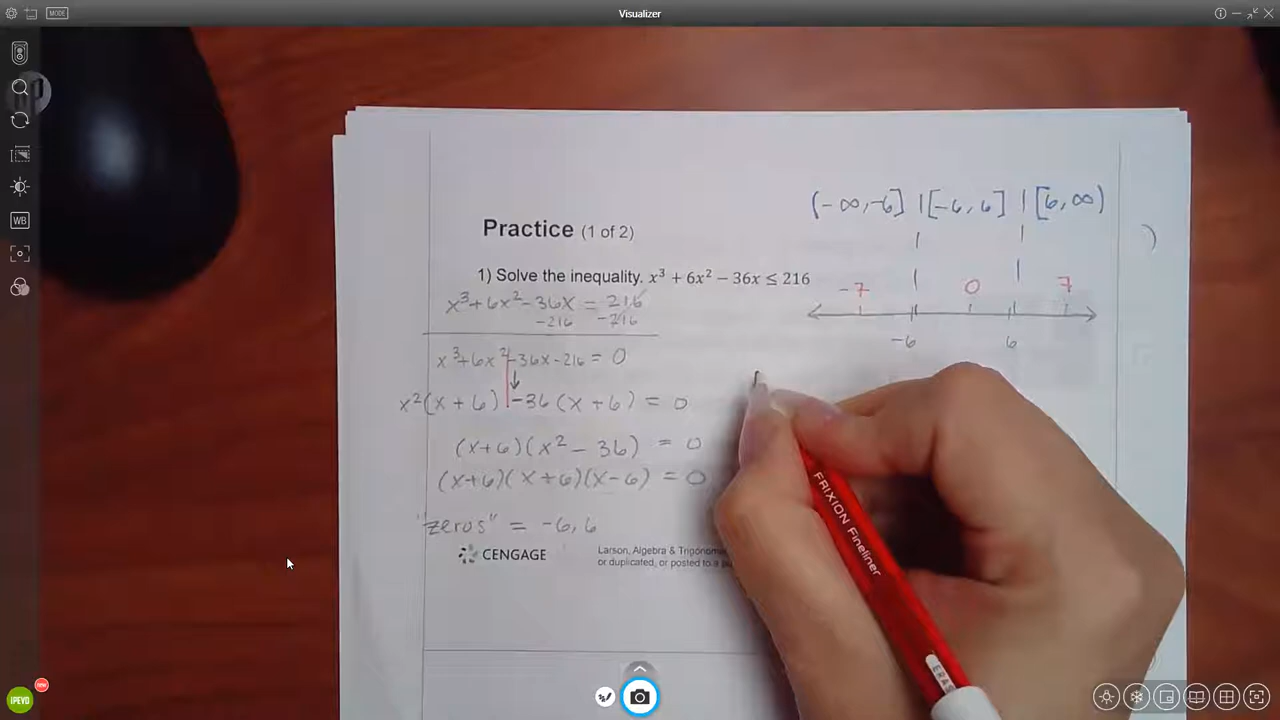 Visualizer
MODE
WB
(-∞,-6] | [-6,6] | [6,∞)
Practice (1 of 2)
1) Solve the inequality. x³ + 6x² − 36x ≤ 216
x³+6x²-36x = 216
-216 -216
-7 0 7
-6 6
x³+6x²-36x-216 = 0
x²(x+6) -36(x+6) = 0
(x+6)(x²-36) = 0
(x+6)(x+6)(x-6) = 0
"zeros" = -6,6
CENGAGE
Larson, Algebra &
or duplicated, or posted to a
FRIXION Fineliner
IPEVO